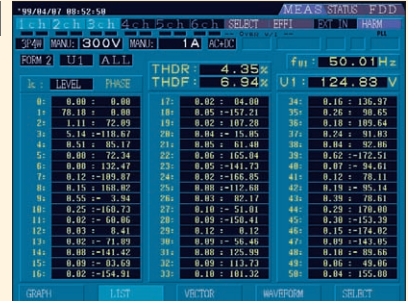 '99/04/07 08:52:50 MEAS STATUS FDD
1ch 2ch 3ch 4ch 5ch 6ch SELECT EFFI EXT IN HARM
3P4W MANU: 300V MANU: 1A AC+DC PLL
FORM 2 U1 ALL
THDR: 4.35%
THDF: 6.94%
fU1: 50.01Hz
U1: 124.83 V
k: LEVEL PHASE
0: 0.00 : 0.00
1: 78.18 : 0.00
2: 1.11 : 72.09
3: 5.14 :-118.67
4: 0.51 : 85.17
5: 0.00 : 72.34
6: 0.08 : 132.47
7: 0.12 :-109.87
8: 0.15 : 168.02
9: 0.55 :- 3.94
10: 0.25 :-160.73
11: 0.02 :- 60.06
12: 0.03 : 8.41
13: 0.02 :- 71.89
14: 0.08 :-141.42
15: 0.09 :- 83.69
16: 0.02 :-154.91
17: 0.02 : 84.80
18: 0.05 :-157.21
19: 0.02 : 107.28
20: 0.04 :- 15.05
21: 0.05 : 61.40
22: 0.06 : 165.04
23: 0.05 :-141.73
24: 0.02 :-166.85
25: 0.08 :-112.68
26: 0.03 : 82.17
27: 0.10 :- 51.01
28: 0.09 :-150.41
29: 0.12 : 0.12
30: 0.09 :- 56.46
31: 0.08 : 125.99
32: 0.09 : 113.73
33: 0.10 : 101.32
34: 0.16 : 136.97
35: 0.26 : 98.65
36: 0.18 : 109.64
37: 0.24 : 91.03
38: 0.04 : 92.06
39: 0.62 :-172.51
40: 0.07 :- 94.61
41: 0.12 : 78.11
42: 0.19 :- 95.14
43: 0.39 : 78.61
44: 0.29 : 170.00
45: 0.30 :-153.39
46: 0.15 :-174.02
47: 0.09 :-143.05
48: 0.10 :- 89.66
49: 0.06 : 49.06
50: 0.04 : 155.80
GRAPH LIST VECTOR WAVEFORM SELECT